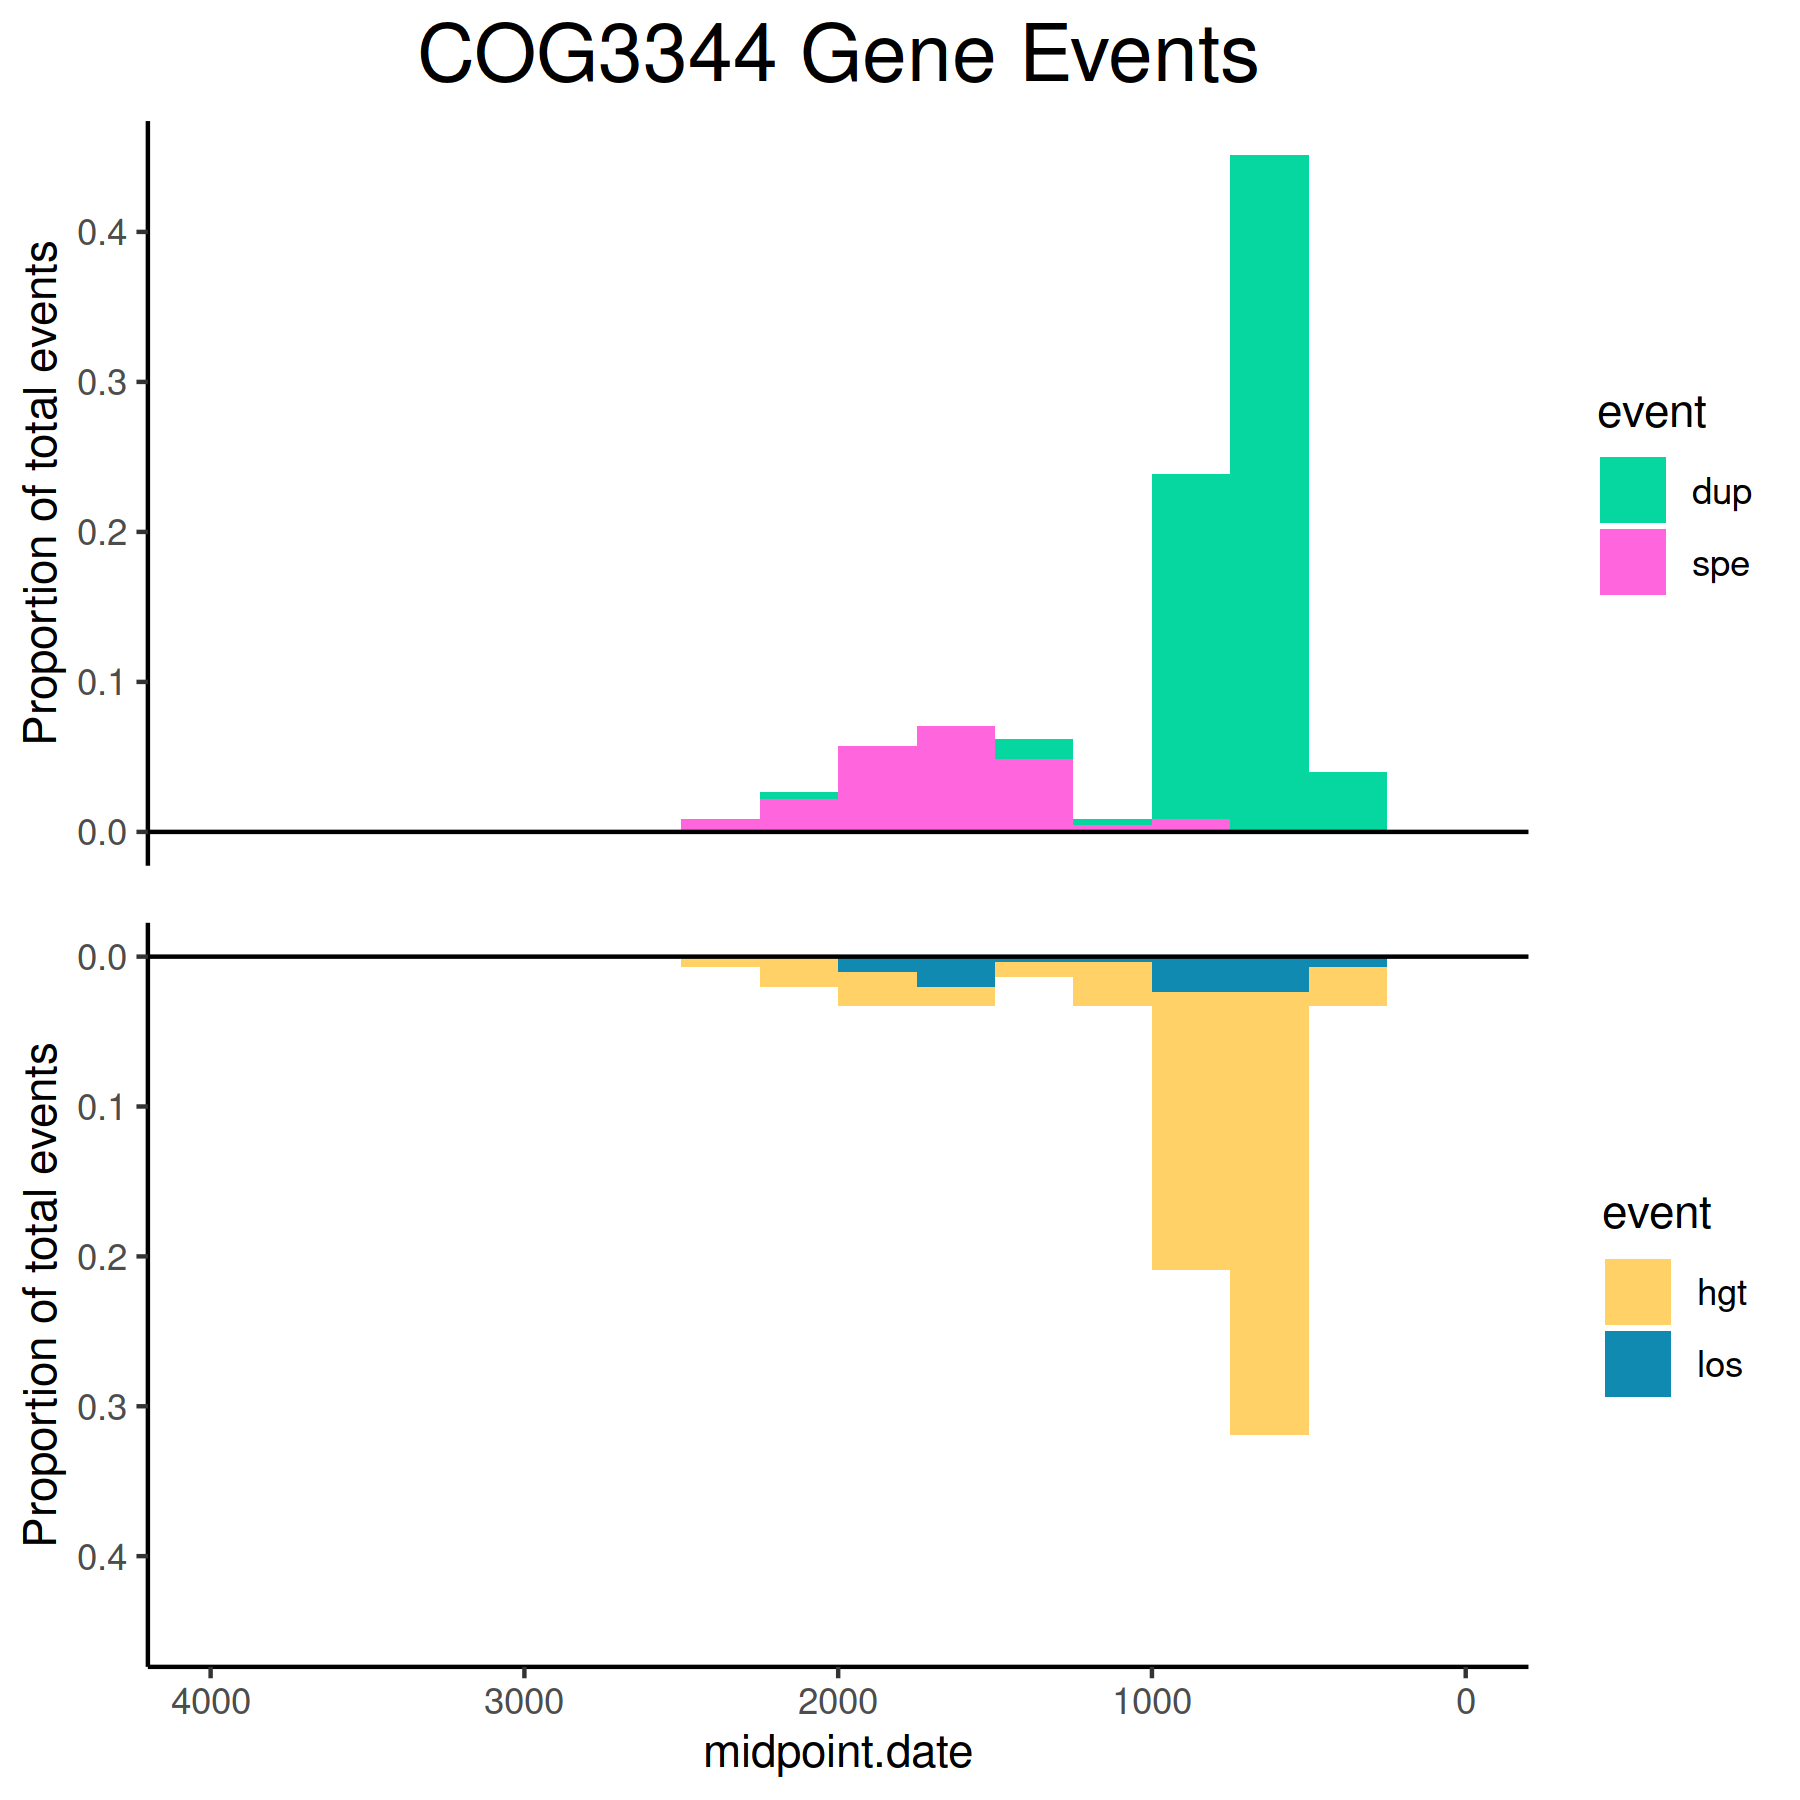 COG3344 Gene Events
Proportion of total events
0.4
0.3
0.2
0.1
0.0
event
dup
spe
Proportion of total events
0.0
0.1
0.2
0.3
0.4
event
hgt
los
4000 3000 2000 1000 0
midpoint.date